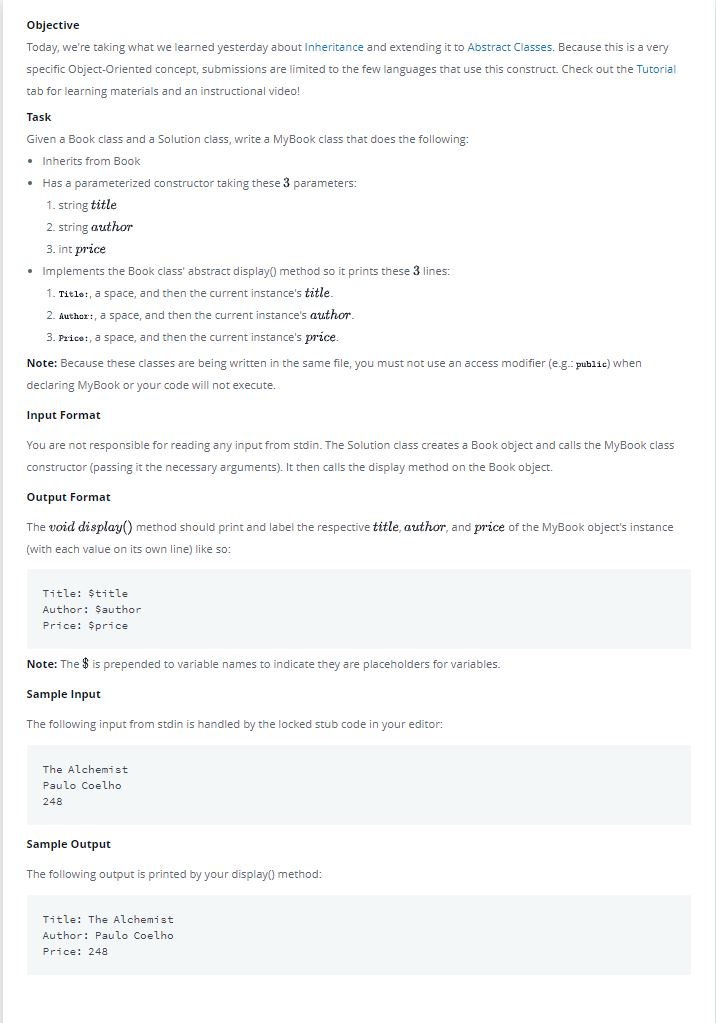 Objective
Today, we're taking what we learned yesterday about Inheritance and extending it to Abstract Classes. Because this is a very
specific Object-Oriented concept, submissions are limited to the few languages that use this construct. Check out the Tutorial
tab for learning materials and an instructional video!
Task
Given a Book class and a Solution class, write a MyBook class that does the following:
• Inherits from Book
• Has a parameterized constructor taking these 3 parameters:
1. string title
2. string author
3. int price
• Implements the Book class' abstract display() method so it prints these 3 lines:
1. Title:, a space, and then the current instance's title.
2. Author:, a space, and then the current instance's author.
3. Price:, a space, and then the current instance's price.
Note: Because these classes are being written in the same file, you must not use an access modifier (e.g.: public) when
declaring MyBook or your code will not execute.
Input Format
You are not responsible for reading any input from stdin. The Solution class creates a Book object and calls the MyBook class
constructor (passing it the necessary arguments). It then calls the display method on the Book object.
Output Format
The void display() method should print and label the respective title, author, and price of the MyBook object's instance
(with each value on its own line) like so:
Title: $title
Author: $author
Price: $price
Note: The $ is prepended to variable names to indicate they are placeholders for variables.
Sample Input
The following input from stdin is handled by the locked stub code in your editor:
The Alchemist
Paulo Coelho
248
Sample Output
The following output is printed by your display() method:
Title: The Alchemist
Author: Paulo Coelho
Price: 248